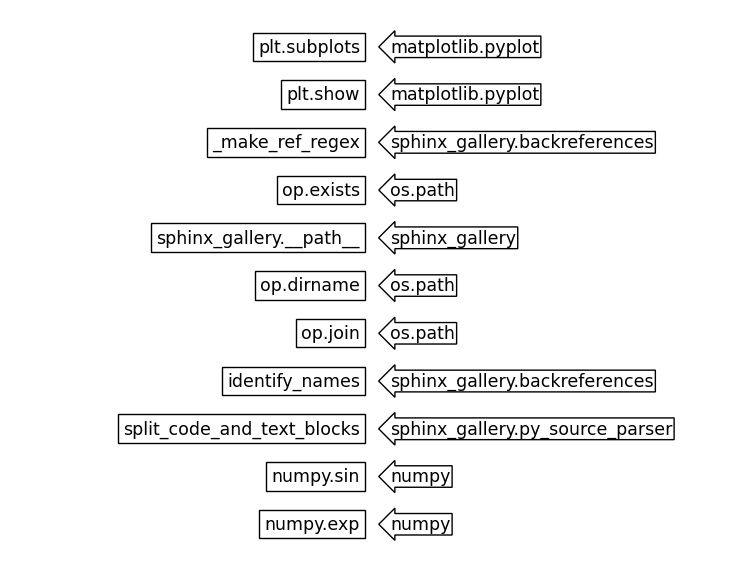 plt.subplots matplotlib.pyplot
plt.show matplotlib.pyplot
_make_ref_regex sphinx_gallery.backreferences
op.exists os.path
sphinx_gallery.__path__ sphinx_gallery
op.dirname os.path
op.join os.path
identify_names sphinx_gallery.backreferences
split_code_and_text_blocks sphinx_gallery.py_source_parser
numpy.sin numpy
numpy.exp numpy